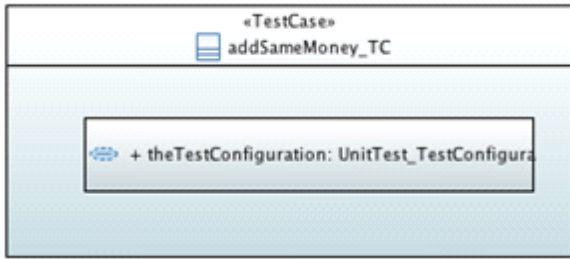 «TestCase»
addSameMoney_TC
+ theTestConfiguration: UnitTest_TestConfigura